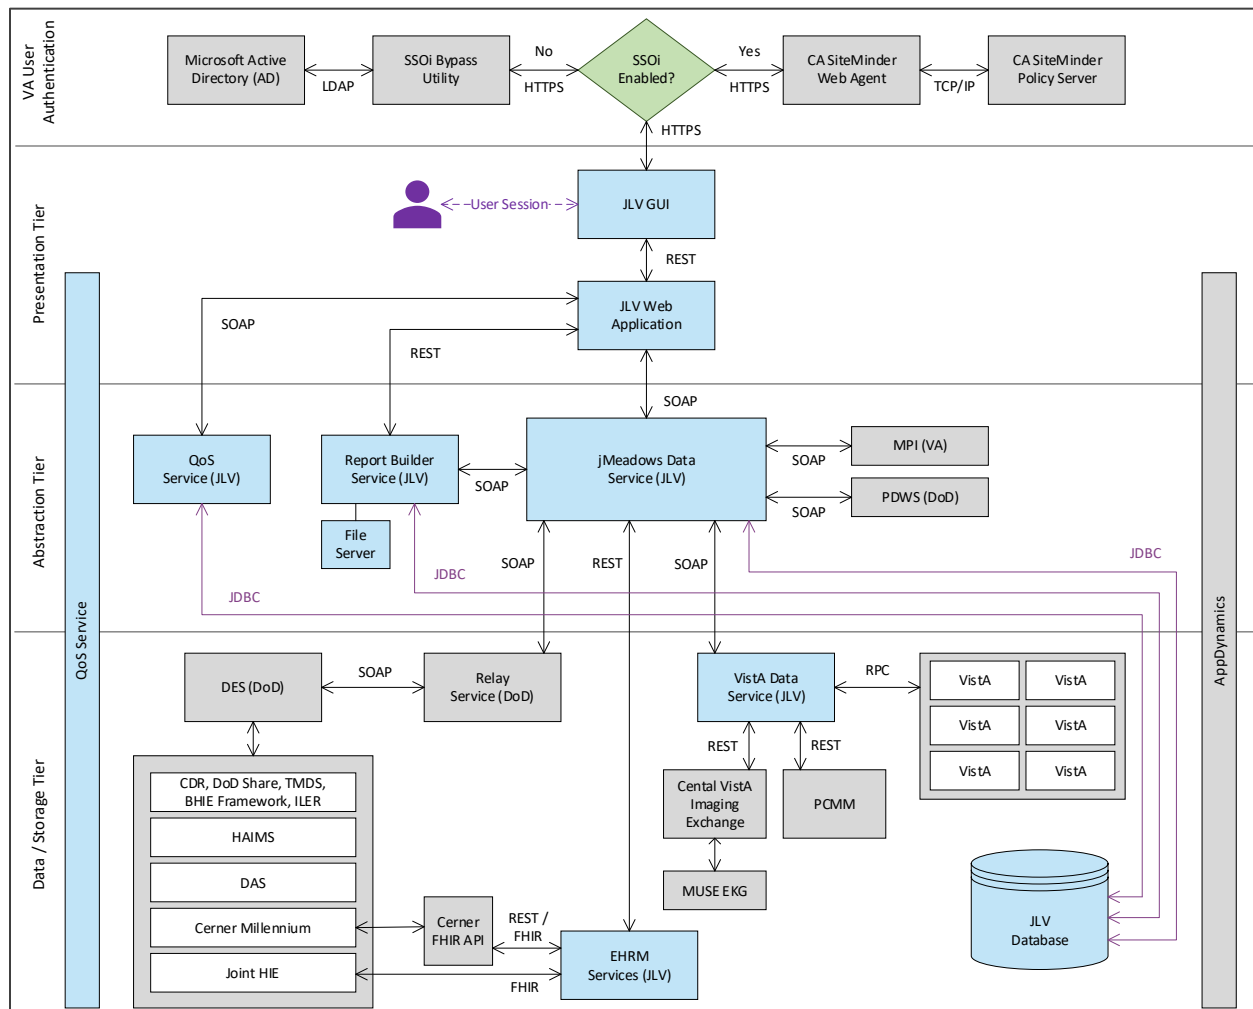 VA User
Authentication
Microsoft Active
Directory (AD)
LDAP
SSOi Bypass
Utility
No
HTTPS
SSOi
Enabled?
Yes
HTTPS
CA SiteMinder
Web Agent
TCP/IP
CA SiteMinder
Policy Server
HTTPS
Presentation Tier
User Session
JLV GUI
REST
JLV Web
Application
SOAP
REST
SOAP
Abstraction Tier
QoS
Service (JLV)
Report Builder
Service (JLV)
SOAP
jMeadows Data
Service (JLV)
SOAP
MPI (VA)
SOAP
PDWS (DoD)
File
Server
SOAP
REST
SOAP
JDBC
JDBC
JDBC
QoS Service
AppDynamics
Data / Storage Tier
DES (DoD)
SOAP
Relay
Service (DoD)
VistA Data
Service (JLV)
RPC
VistA
VistA
VistA
VistA
VistA
VistA
REST
REST
Cental VistA
Imaging
Exchange
PCMM
MUSE EKG
CDR, DoD Share, TMDS,
BHIE Framework, ILER
HAIMS
DAS
Cerner Millennium
Joint HIE
Cerner
FHIR API
REST /
FHIR
FHIR
EHRM
Services (JLV)
JLV
Database